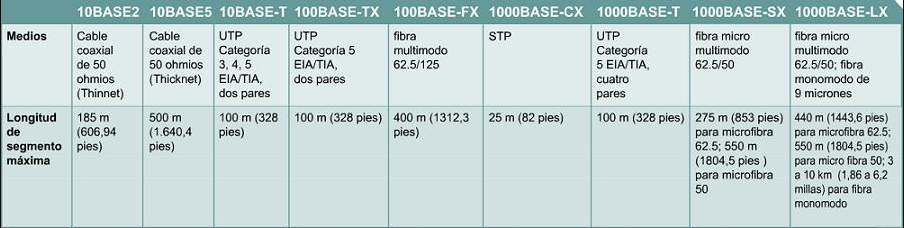 10BASE2 10BASE5 10BASE-T 100BASE-TX 100BASE-FX 1000BASE-CX 1000BASE-T 1000BASE-SX 1000BASE-LX
Medios
Cable
coaxial
de 50
ohmios
(Thinnet)
Cable
coaxial de
50 ohmios
(Thicknet)
UTP
Categoría
3, 4, 5
EIA/TIA,
dos pares
UTP
Categoría 5
EIA/TIA,
dos pares
fibra
multimodo
62.5/125
STP
UTP
Categoría
5 EIA/TIA,
cuatro
pares
fibra micro
multimodo
62.5/50
fibra micro
multimodo
62.5/50; fibra
monomodo de
9 micrones
Longitud
de
segmento
máxima
185 m
(606,94
pies)
500 m
(1.640,4
pies)
100 m (328
pies)
100 m (328 pies)
400 m (1312,3
pies)
25 m (82 pies)
100 m (328 pies)
275 m (853 pies)
para microfibra
62.5; 550 m
(1804,5 pies )
para microfibra
50
440 m (1443,6 pies)
para microfibra 62.5;
550 m (1804,5 pies)
para micro fibra 50; 3
a 10 km (1,86 a 6,2
millas) para fibra
monomodo